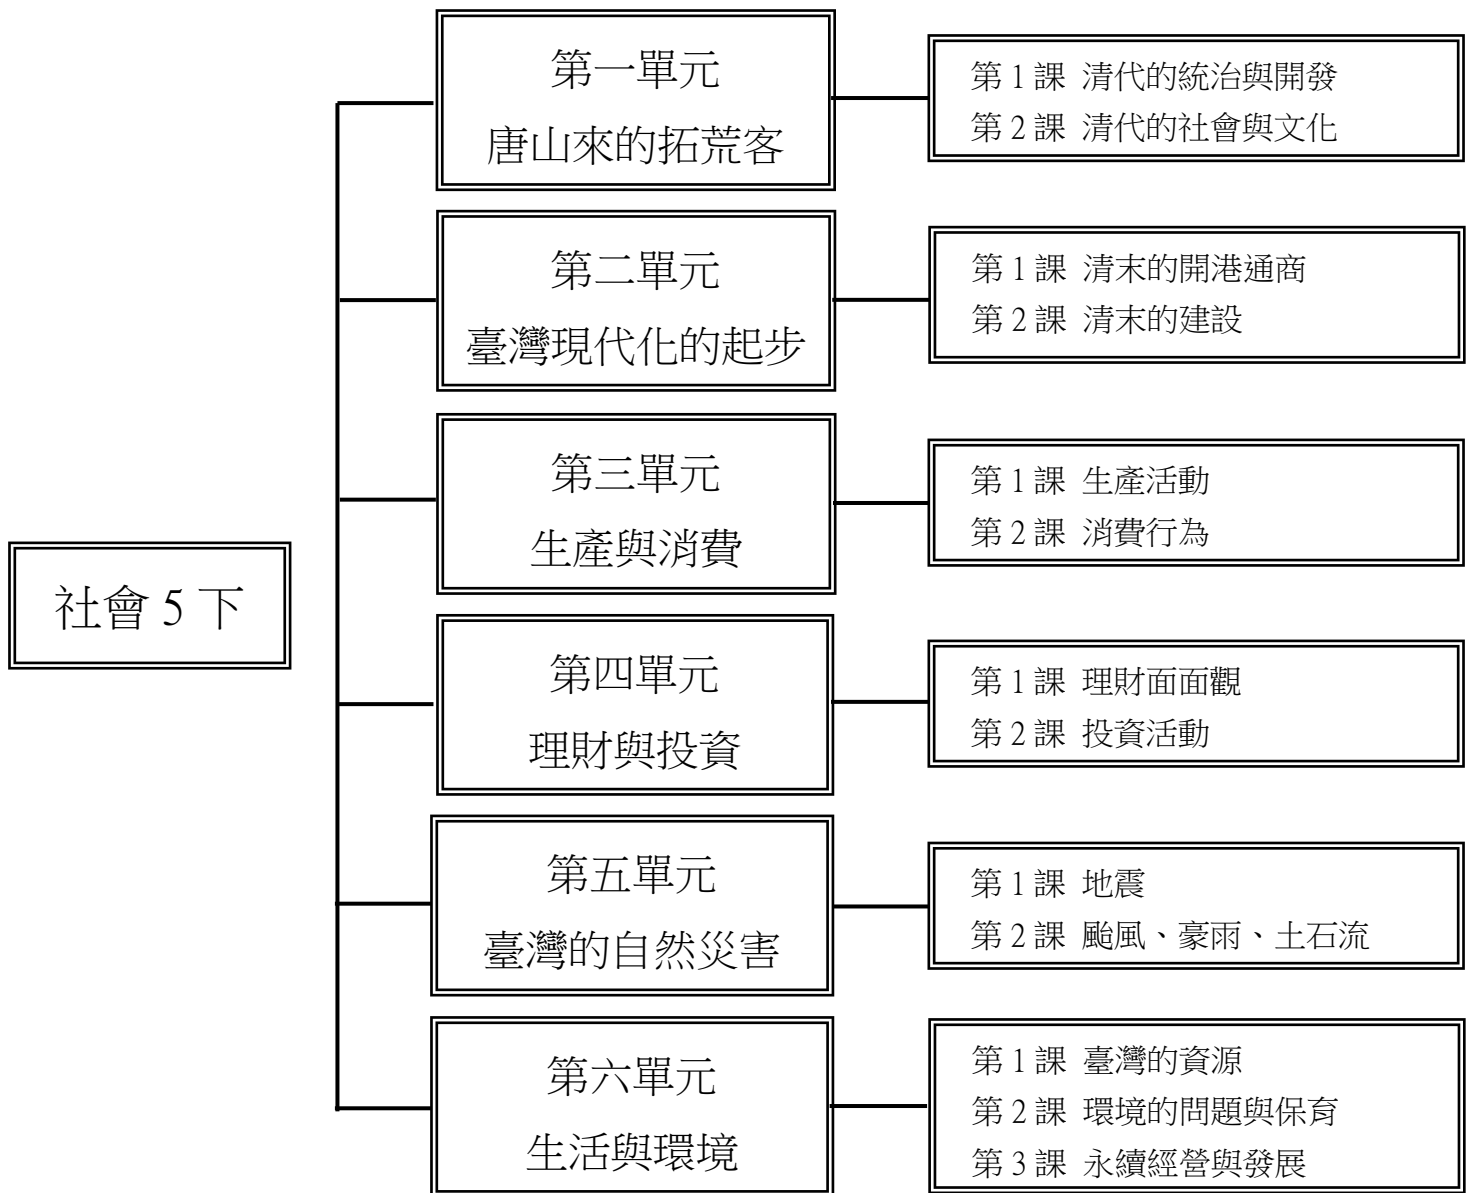 社會 5 下
第一單元
唐山來的拓荒客
第 1 課 清代的統治與開發
第 2 課 清代的社會與文化
第二單元
臺灣現代化的起步
第 1 課 清末的開港通商
第 2 課 清末的建設
第三單元
生產與消費
第 1 課 生產活動
第 2 課 消費行為
第四單元
理財與投資
第 1 課 理財面面觀
第 2 課 投資活動
第五單元
臺灣的自然災害
第 1 課 地震
第 2 課 颱風、豪雨、土石流
第六單元
生活與環境
第 1 課 臺灣的資源
第 2 課 環境的問題與保育
第 3 課 永續經營與發展